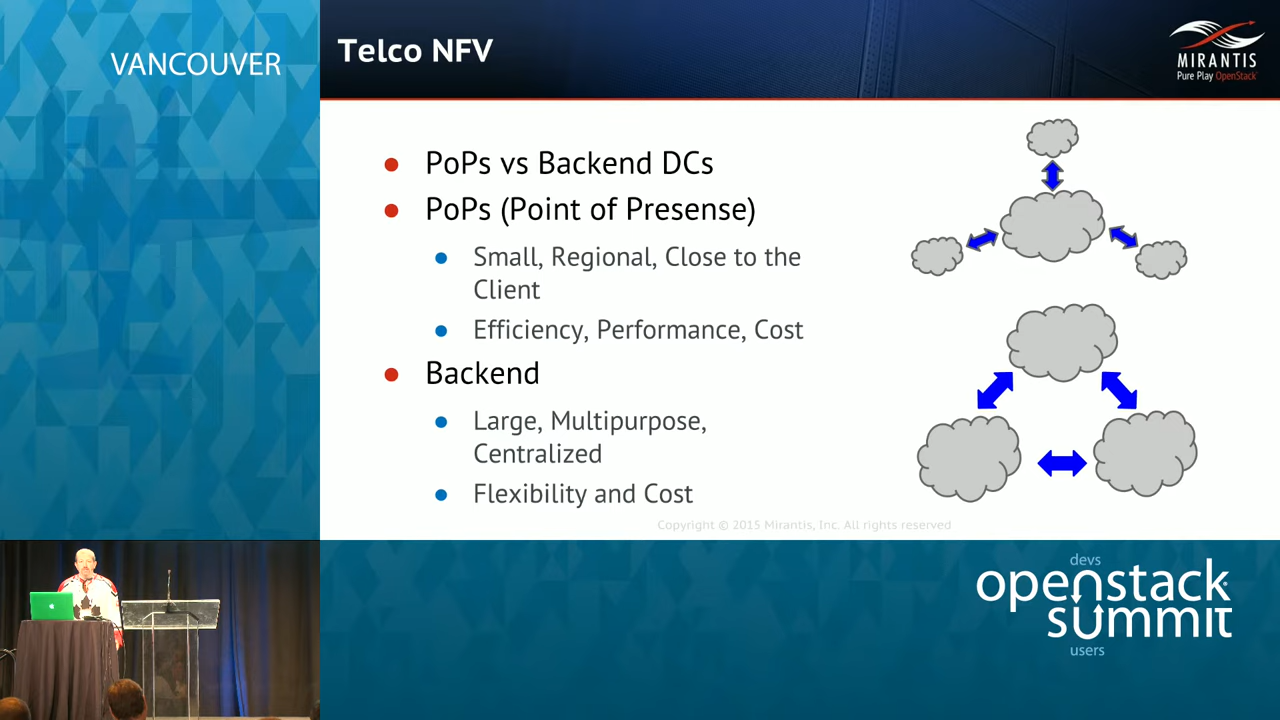 VANCOUVER
Telco NFV
MIRANTIS
Pure Play OpenStack
PoPs vs Backend DCs
PoPs (Point of Presense)
Small, Regional, Close to the
Client
Efficiency, Performance, Cost
Backend
Large, Multipurpose,
Centralized
Flexibility and Cost
Copyright © 2015 Mirantis, Inc. All rights reserved
devs
openstack
summit
users